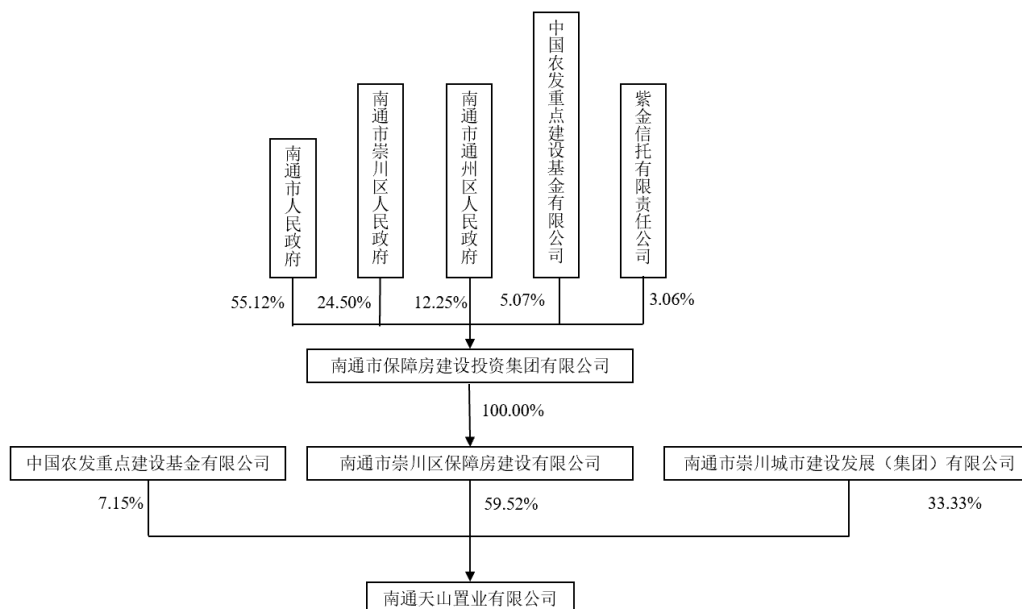 南通市人民政府
南通市崇川区人民政府
南通市通州区人民政府
中国农发重点建设基金有限公司
紫金信托有限责任公司
55.12%
24.50%
12.25%
5.07%
3.06%
南通市保障房建设投资集团有限公司
100.00%
中国农发重点建设基金有限公司
南通市崇川区保障房建设有限公司
南通市崇川城市建设发展（集团）有限公司
7.15%
59.52%
33.33%
南通天山置业有限公司